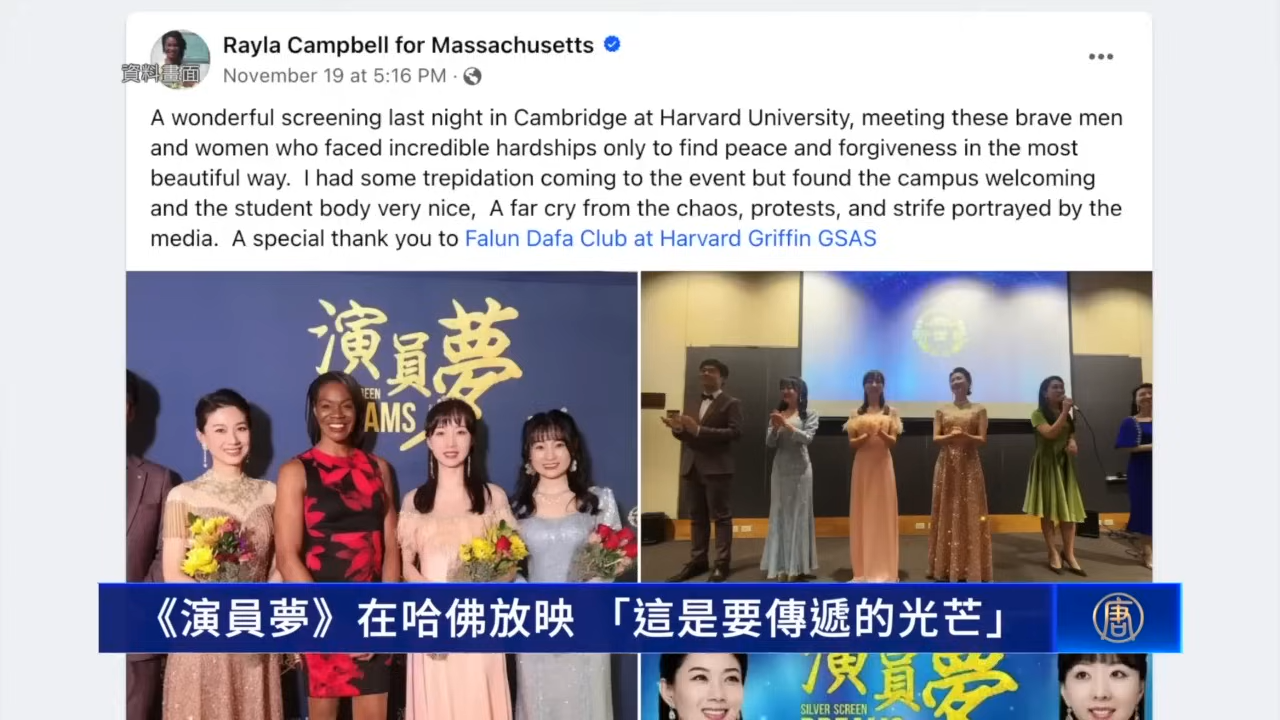 Rayla Campbell for Massachusetts
資料畫面
November 19 at 5:16 PM ·
A wonderful screening last night in Cambridge at Harvard University, meeting these brave men
and women who faced incredible hardships only to find peace and forgiveness in the most
beautiful way.  I had some trepidation coming to the event but found the campus welcoming
and the student body very nice,  A far cry from the chaos, protests, and strife portrayed by the
media.  A special thank you to Falun Dafa Club at Harvard Griffin GSAS
演員夢
REEN
AMS
《演員夢》在哈佛放映 「這是要傳遞的光芒」
唐
演員夢
SILVER SCREEN
DREAMS